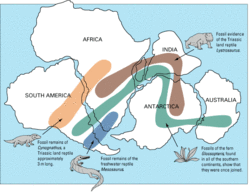 AFRICA
Fossil evidence
of the Triassic
land reptile
Lystrosaurus
INDIA
SOUTH AMERICA
ANTARCTICA
AUSTRALIA
Fossil remains of
Cynognathus, a
Triassic land reptile
approximately
3 m long.
Fossil remains of the
freshwater reptile
Mesosaurus
Fossils of the fern
Glossopteris, found
in all of the southern
continents, show that
they were once joined.